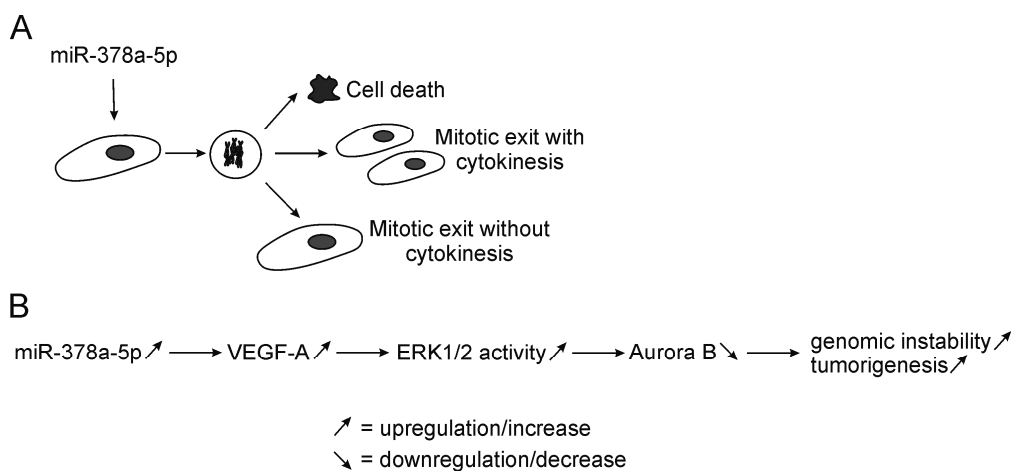 A
miR-378a-5p
Cell death
Mitotic exit with
cytokinesis
Mitotic exit without
cytokinesis
B
miR-378a-5p↗ → VEGF-A↗ → ERK1/2 activity↗ → Aurora B↘ → genomic instability↗
tumorigenesis↗
↗ = upregulation/increase
↘ = downregulation/decrease